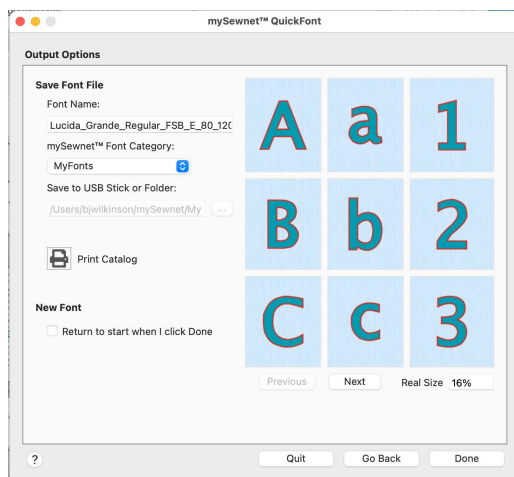 mySewnet™ QuickFont
Output Options
Save Font File
Font Name:
Lucida_Grande_Regular_FSB_E_80_120
mySewnet™ Font Category:
MyFonts
Save to USB Stick or Folder:
/Users/bjwilkinson/mySewnet/My ...
Print Catalog
New Font
Return to start when I click Done
A a 1
B b 2
C c 3
Previous Next Real Size 16%
? Quit Go Back Done